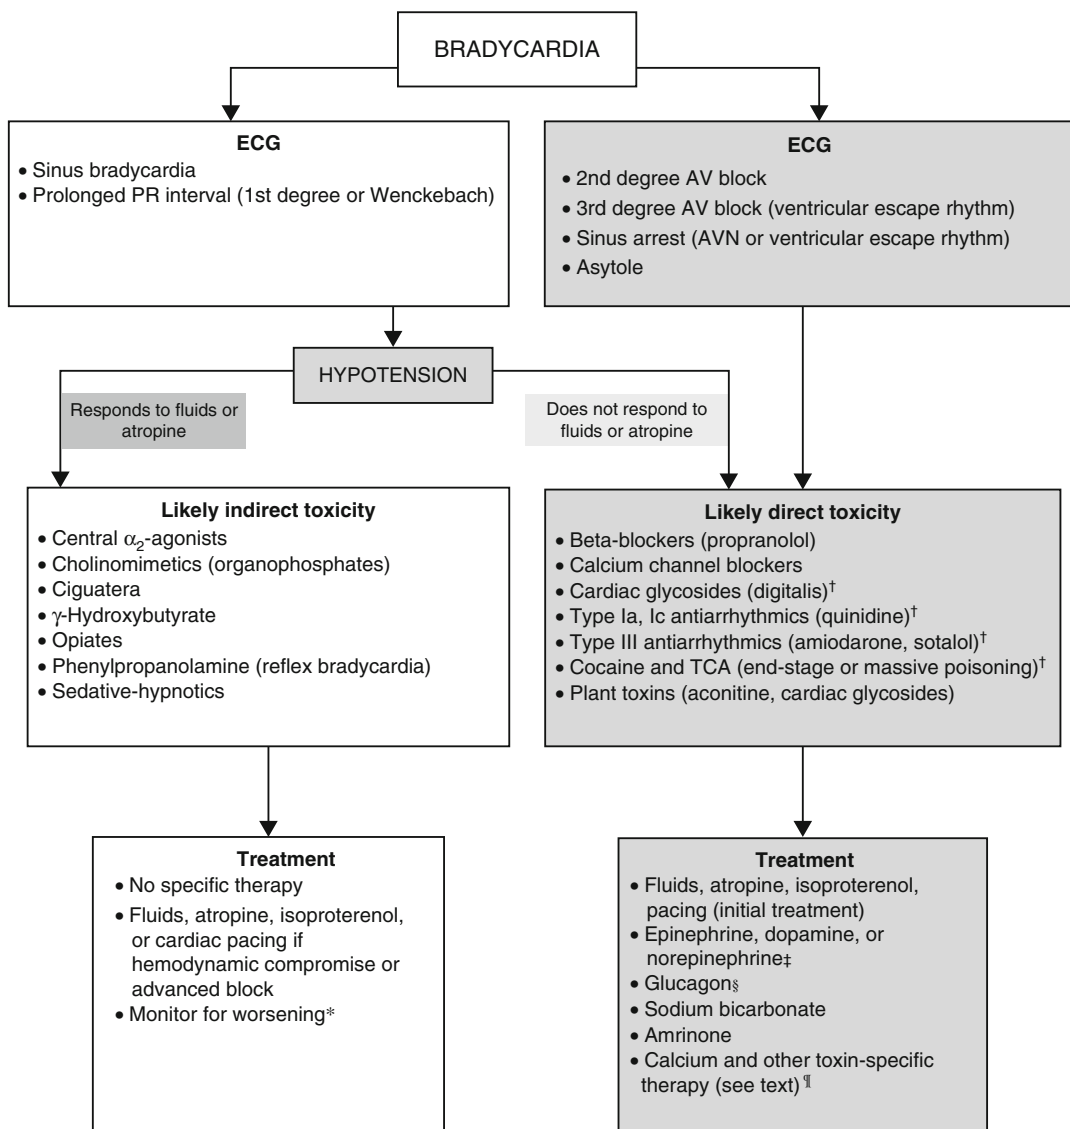 BRADYCARDIA
ECG
• Sinus bradycardia
• Prolonged PR interval (1st degree or Wenckebach)
ECG
• 2nd degree AV block
• 3rd degree AV block (ventricular escape rhythm)
• Sinus arrest (AVN or ventricular escape rhythm)
• Asytole
HYPOTENSION
Responds to fluids or
atropine
Does not respond to
fluids or atropine
Likely indirect toxicity
• Central α₂-agonists
• Cholinomimetics (organophosphates)
• Ciguatera
• γ-Hydroxybutyrate
• Opiates
• Phenylpropanolamine (reflex bradycardia)
• Sedative-hypnotics
Likely direct toxicity
• Beta-blockers (propranolol)
• Calcium channel blockers
• Cardiac glycosides (digitalis)†
• Type Ia, Ic antiarrhythmics (quinidine)†
• Type III antiarrhythmics (amiodarone, sotalol)†
• Cocaine and TCA (end-stage or massive poisoning)†
• Plant toxins (aconitine, cardiac glycosides)
Treatment
• No specific therapy
• Fluids, atropine, isoproterenol,
or cardiac pacing if
hemodynamic compromise or
advanced block
• Monitor for worsening*
Treatment
• Fluids, atropine, isoproterenol,
pacing (initial treatment)
• Epinephrine, dopamine, or
norepinephrine‡
• Glucagon§
• Sodium bicarbonate
• Amrinone
• Calcium and other toxin-specific
therapy (see text)¶